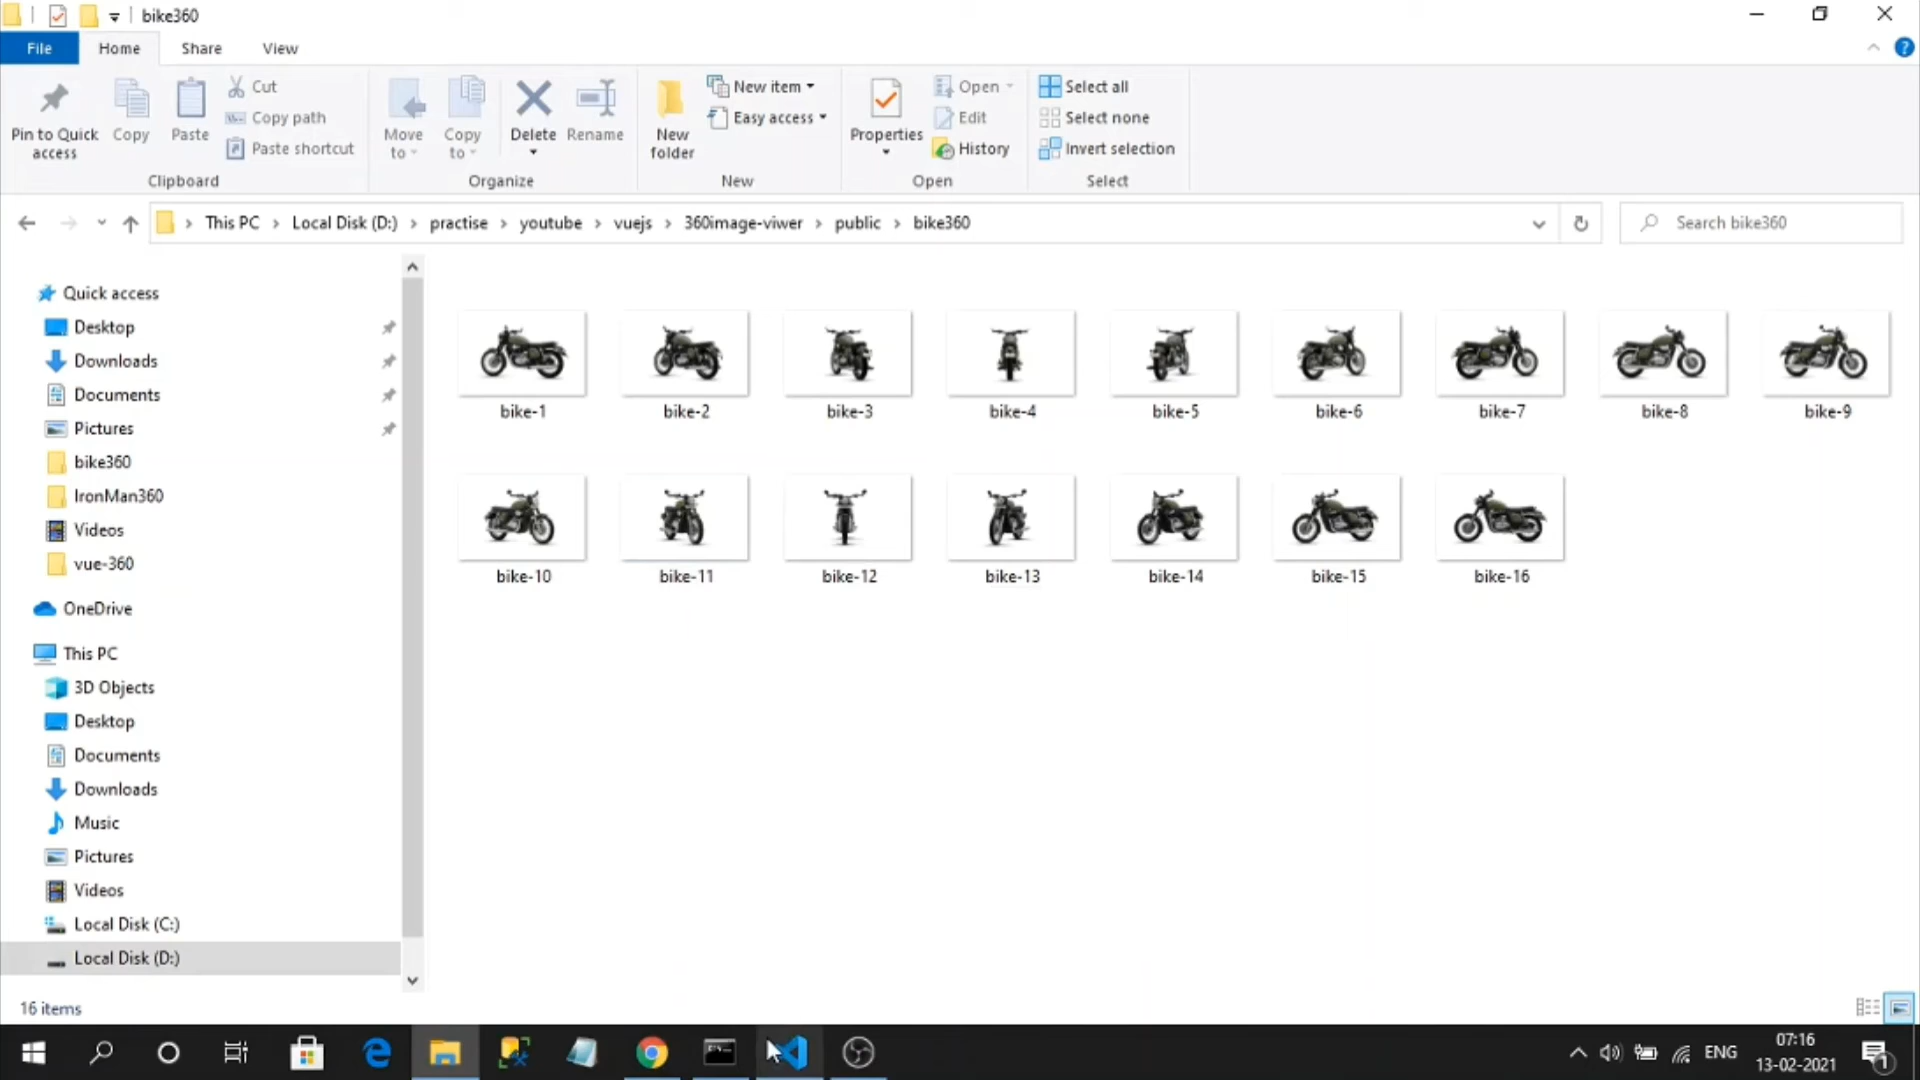 bike360
File Home Share View
Pin to Quick access
Copy
Paste
Cut
Copy path
Paste shortcut
Clipboard
Move to
Copy to
Delete
Rename
Organize
New folder
New item
Easy access
New
Properties
Open
Edit
History
Open
Select all
Select none
Invert selection
Select
This PC Local Disk (D:) practise youtube vuejs 360image-viwer public bike360
Search bike360
Quick access
Desktop
Downloads
Documents
Pictures
bike360
IronMan360
Videos
vue-360
OneDrive
This PC
3D Objects
Desktop
Documents
Downloads
Music
Pictures
Videos
Local Disk (C:)
Local Disk (D:)
bike-1 bike-2 bike-3 bike-4 bike-5 bike-6 bike-7 bike-8 bike-9
bike-10 bike-11 bike-12 bike-13 bike-14 bike-15 bike-16
16 items
ENG
07:16
13-02-2021
1